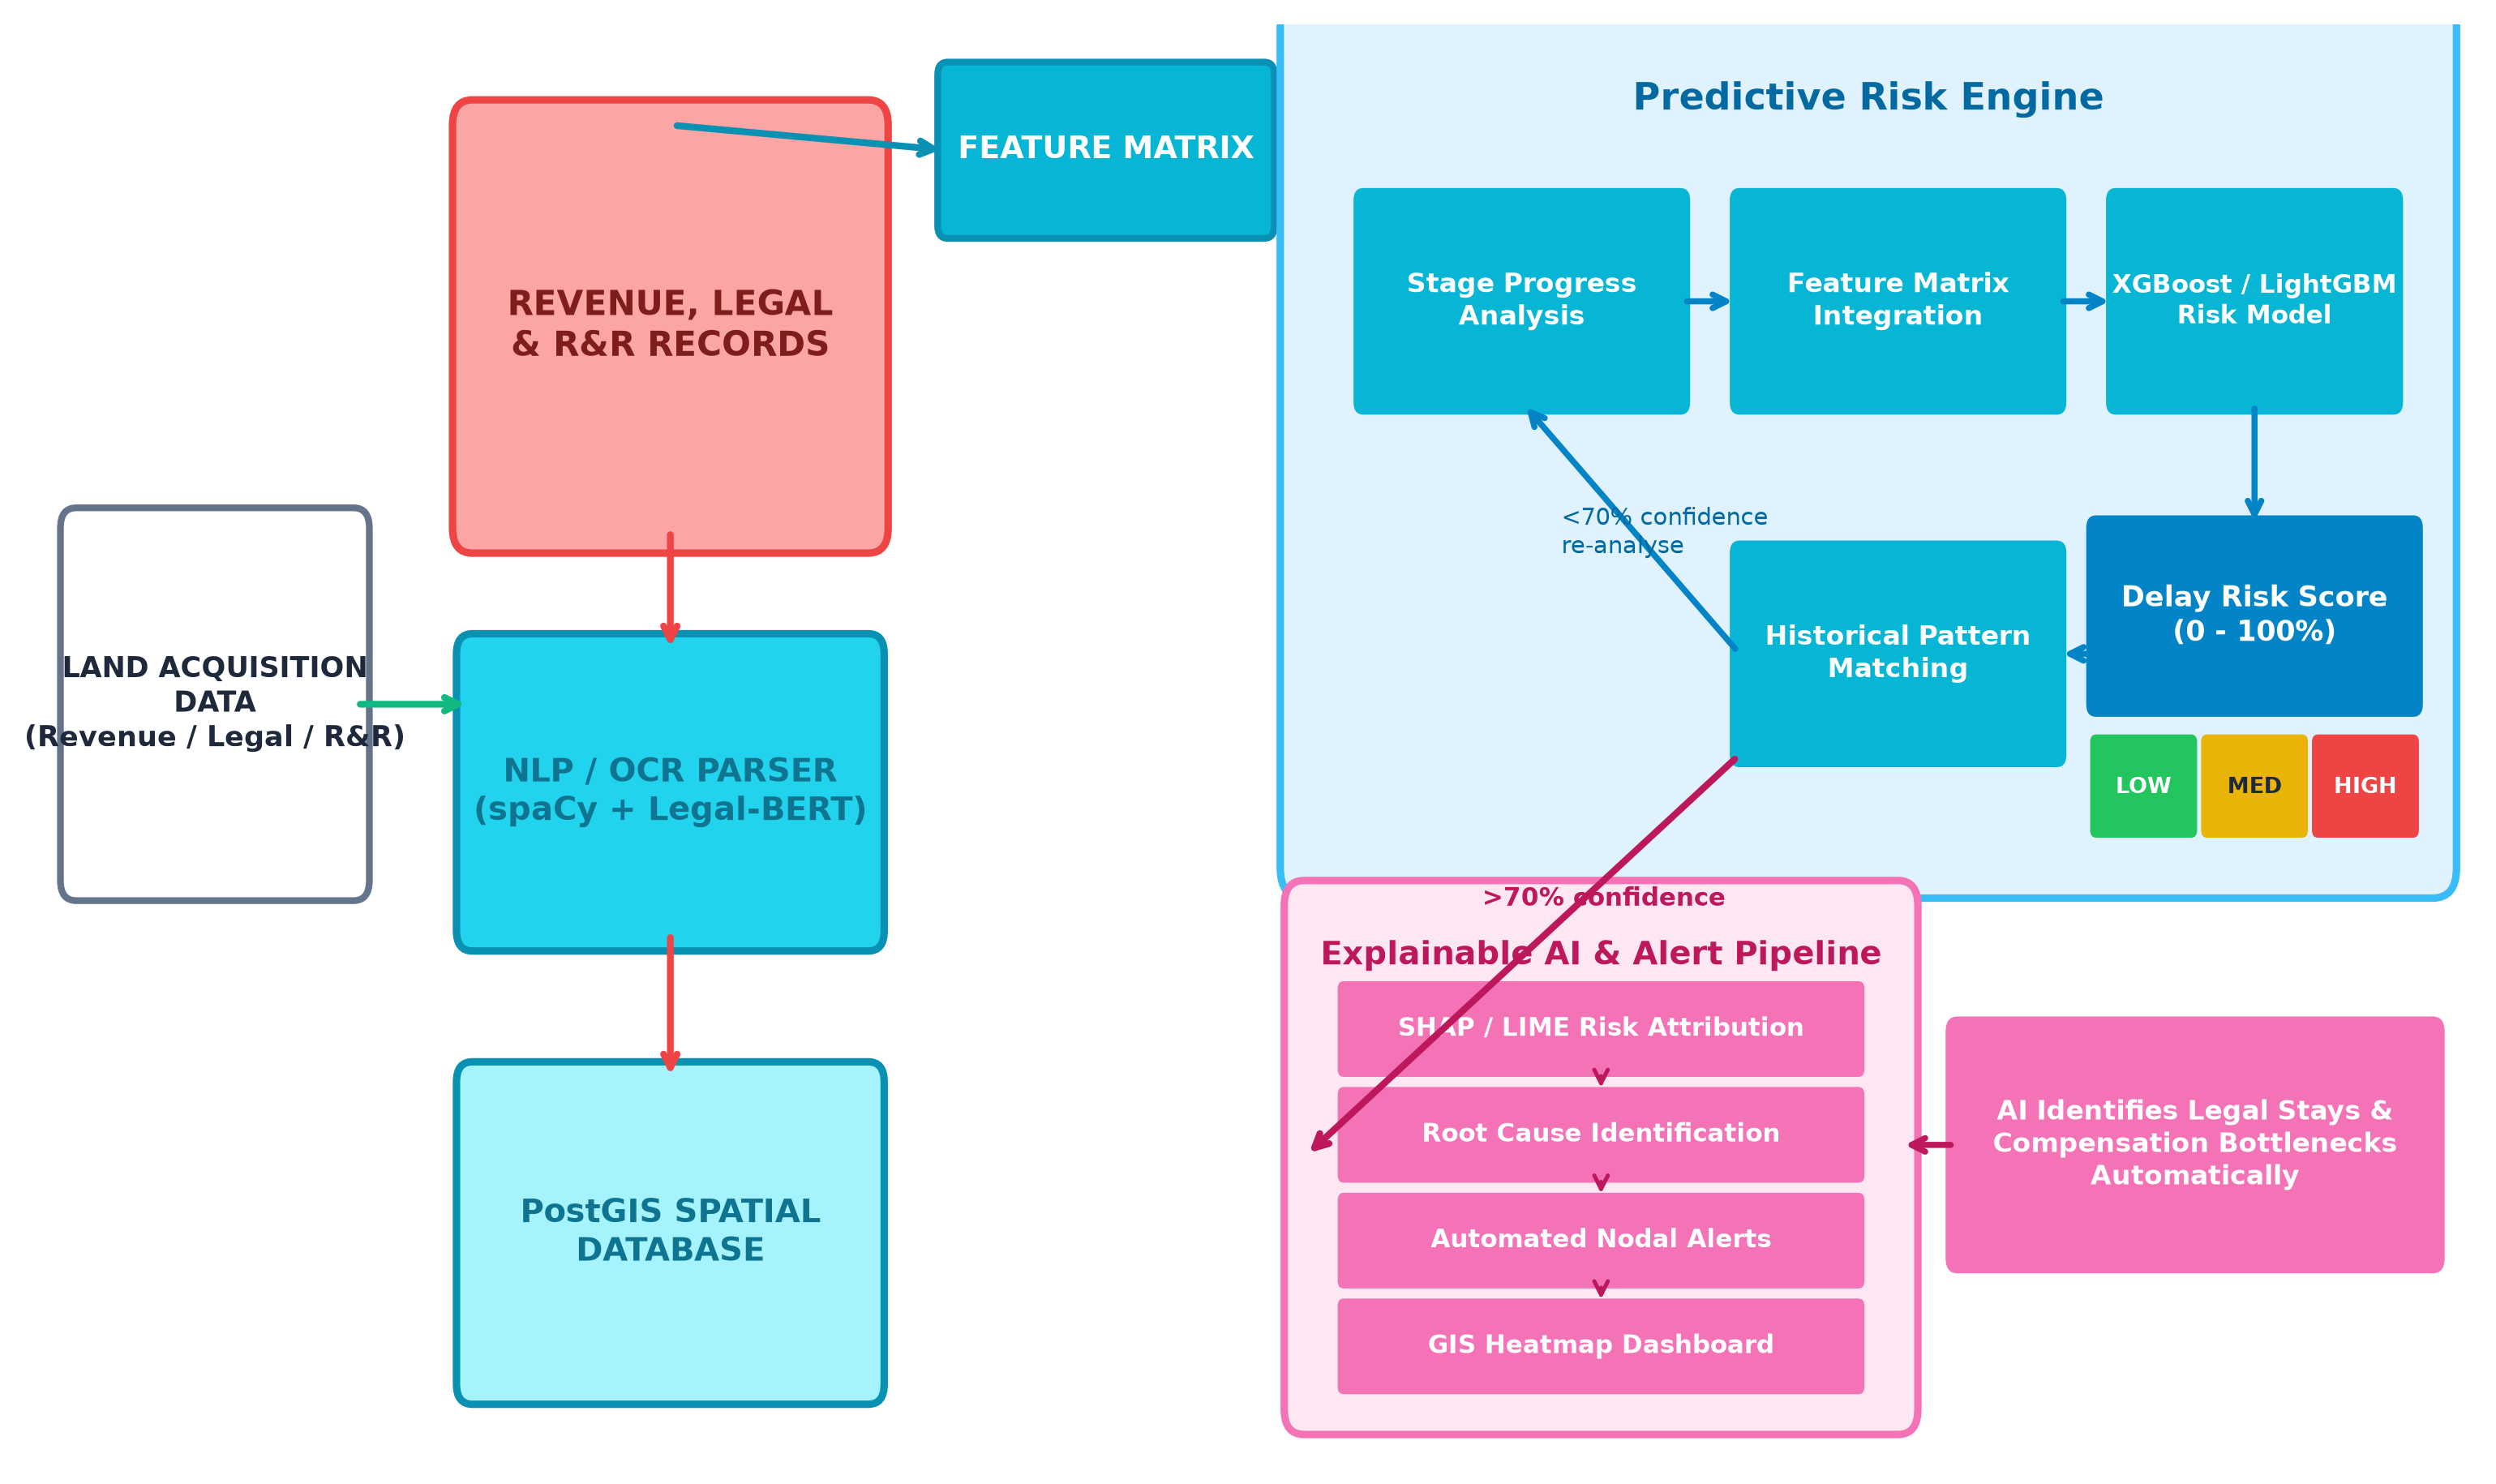 LAND ACQUISITION
DATA
(Revenue / Legal / R&R)
REVENUE, LEGAL
& R&R RECORDS
NLP / OCR PARSER
(spaCy + Legal-BERT)
PostGIS SPATIAL
DATABASE
FEATURE MATRIX
Predictive Risk Engine
Stage Progress
Analysis
Feature Matrix
Integration
XGBoost / LightGBM
Risk Model
<70% confidence
re-analyse
Historical Pattern
Matching
Delay Risk Score
(0 - 100%)
LOW
MED
HIGH
>70% confidence
Explainable AI & Alert Pipeline
SHAP / LIME Risk Attribution
Root Cause Identification
Automated Nodal Alerts
GIS Heatmap Dashboard
AI Identifies Legal Stays &
Compensation Bottlenecks
Automatically